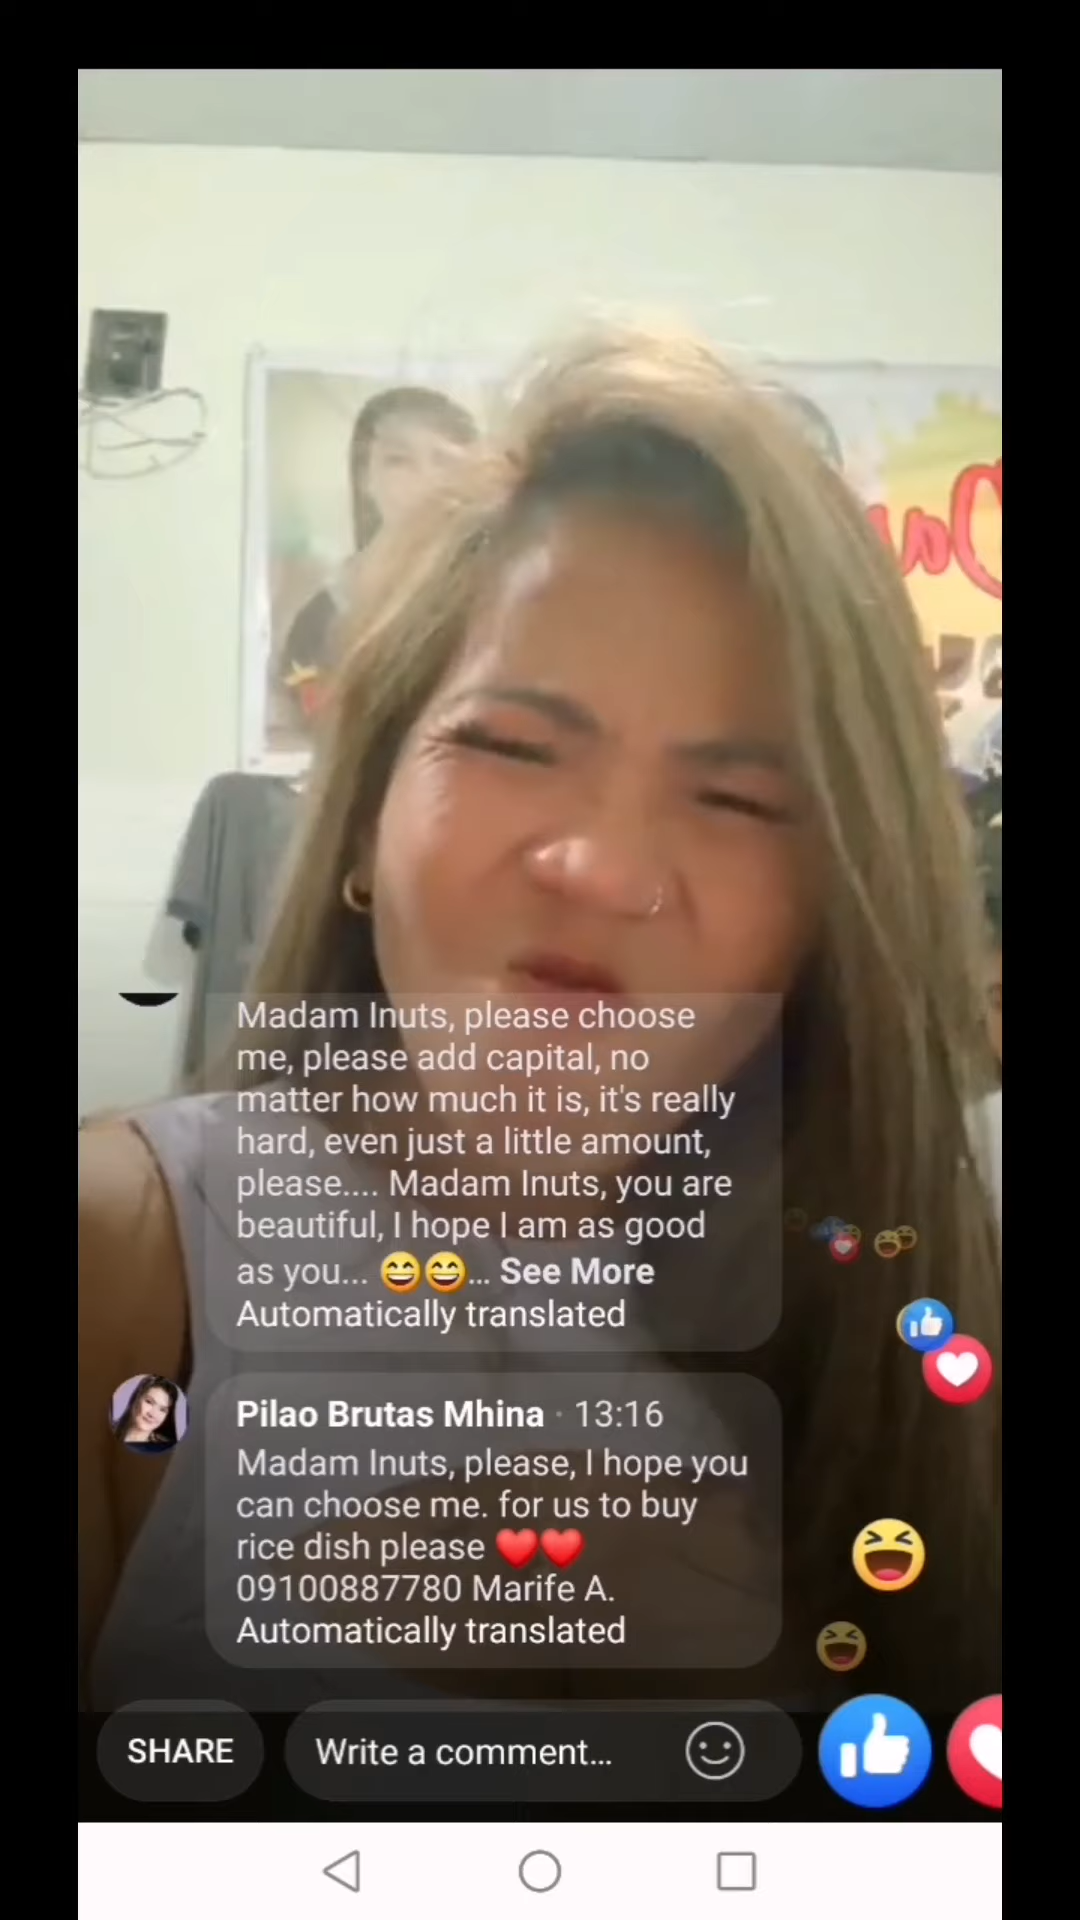 Madam Inuts, please choose
me, please add capital, no
matter how much it is, it's really
hard, even just a little amount,
please.... Madam Inuts, you are
beautiful, I hope I am as good
as you... 😄😄... See More
Automatically translated
Pilao Brutas Mhina · 13:16
Madam Inuts, please, I hope you
can choose me. for us to buy
rice dish please ❤️❤️
09100887780 Marife A.
Automatically translated
SHARE
Write a comment...